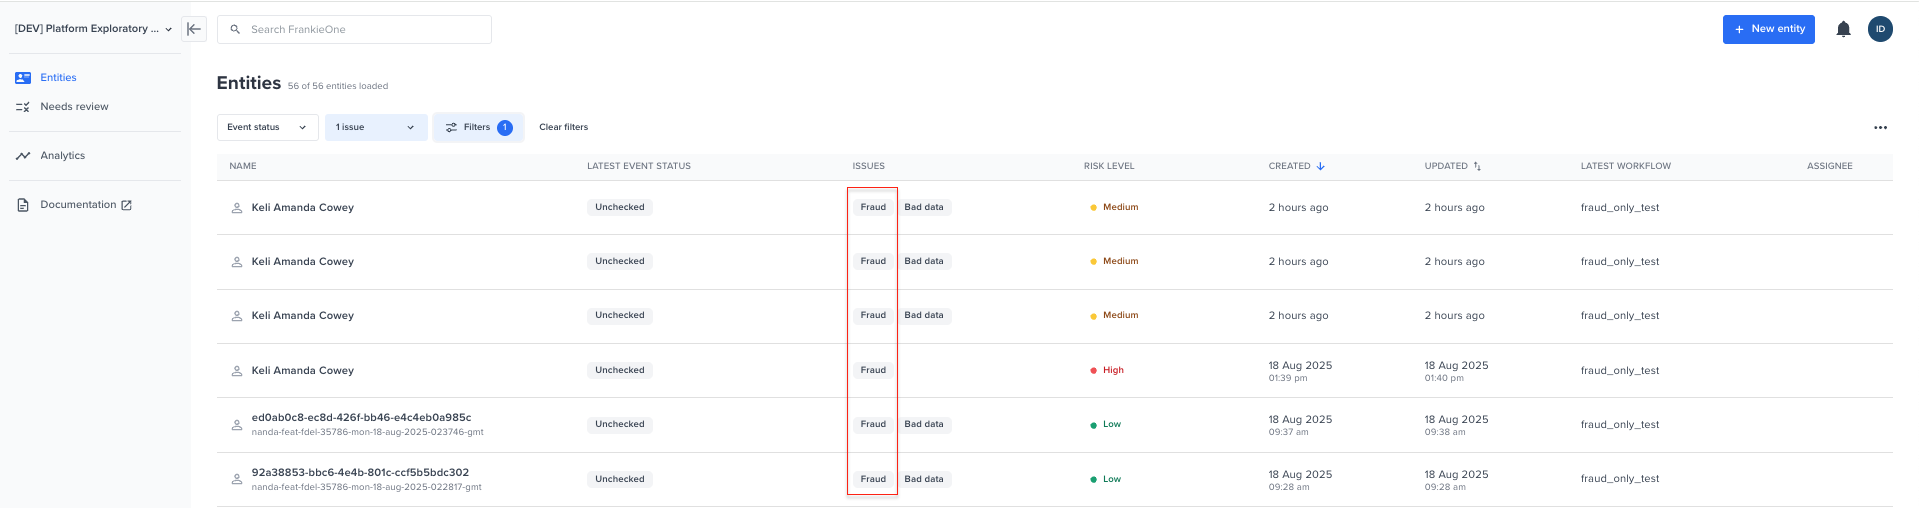 [DEV] Platform Exploratory ...
Search FrankieOne
+ New entity
ID
Entities
Needs review
Analytics
Documentation
Entities 56 of 56 entities loaded
Event status
1 issue
Filters 1
Clear filters
NAME LATEST EVENT STATUS ISSUES RISK LEVEL CREATED UPDATED LATEST WORKFLOW ASSIGNEE
Keli Amanda Cowey Unchecked Fraud Bad data Medium 2 hours ago 2 hours ago fraud_only_test
Keli Amanda Cowey Unchecked Fraud Bad data Medium 2 hours ago 2 hours ago fraud_only_test
Keli Amanda Cowey Unchecked Fraud Bad data Medium 2 hours ago 2 hours ago fraud_only_test
Keli Amanda Cowey Unchecked Fraud High 18 Aug 2025 18 Aug 2025 fraud_only_test
01:39 pm 01:40 pm
ed0ab0c8-ec8d-426f-bb46-e4c4eb0a985c Unchecked Fraud Bad data Low 18 Aug 2025 18 Aug 2025 fraud_only_test
nanda-feat-fdel-35786-mon-18-aug-2025-023746-gmt 09:37 am 09:38 am
92a38853-bbc6-4e4b-801c-ccf5b5bdc302 Unchecked Fraud Bad data Low 18 Aug 2025 18 Aug 2025 fraud_only_test
nanda-feat-fdel-35786-mon-18-aug-2025-022817-gmt 09:28 am 09:28 am